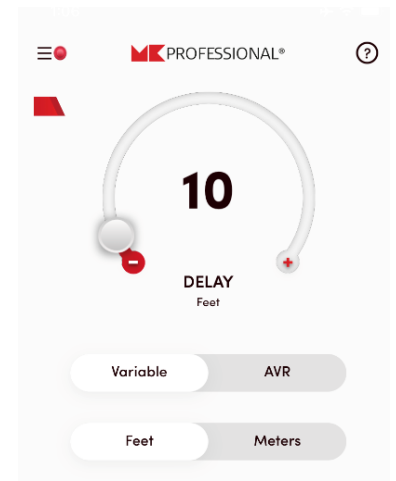 MK PROFESSIONAL® ?
10
- +
DELAY
Feet
Variable AVR
Feet Meters